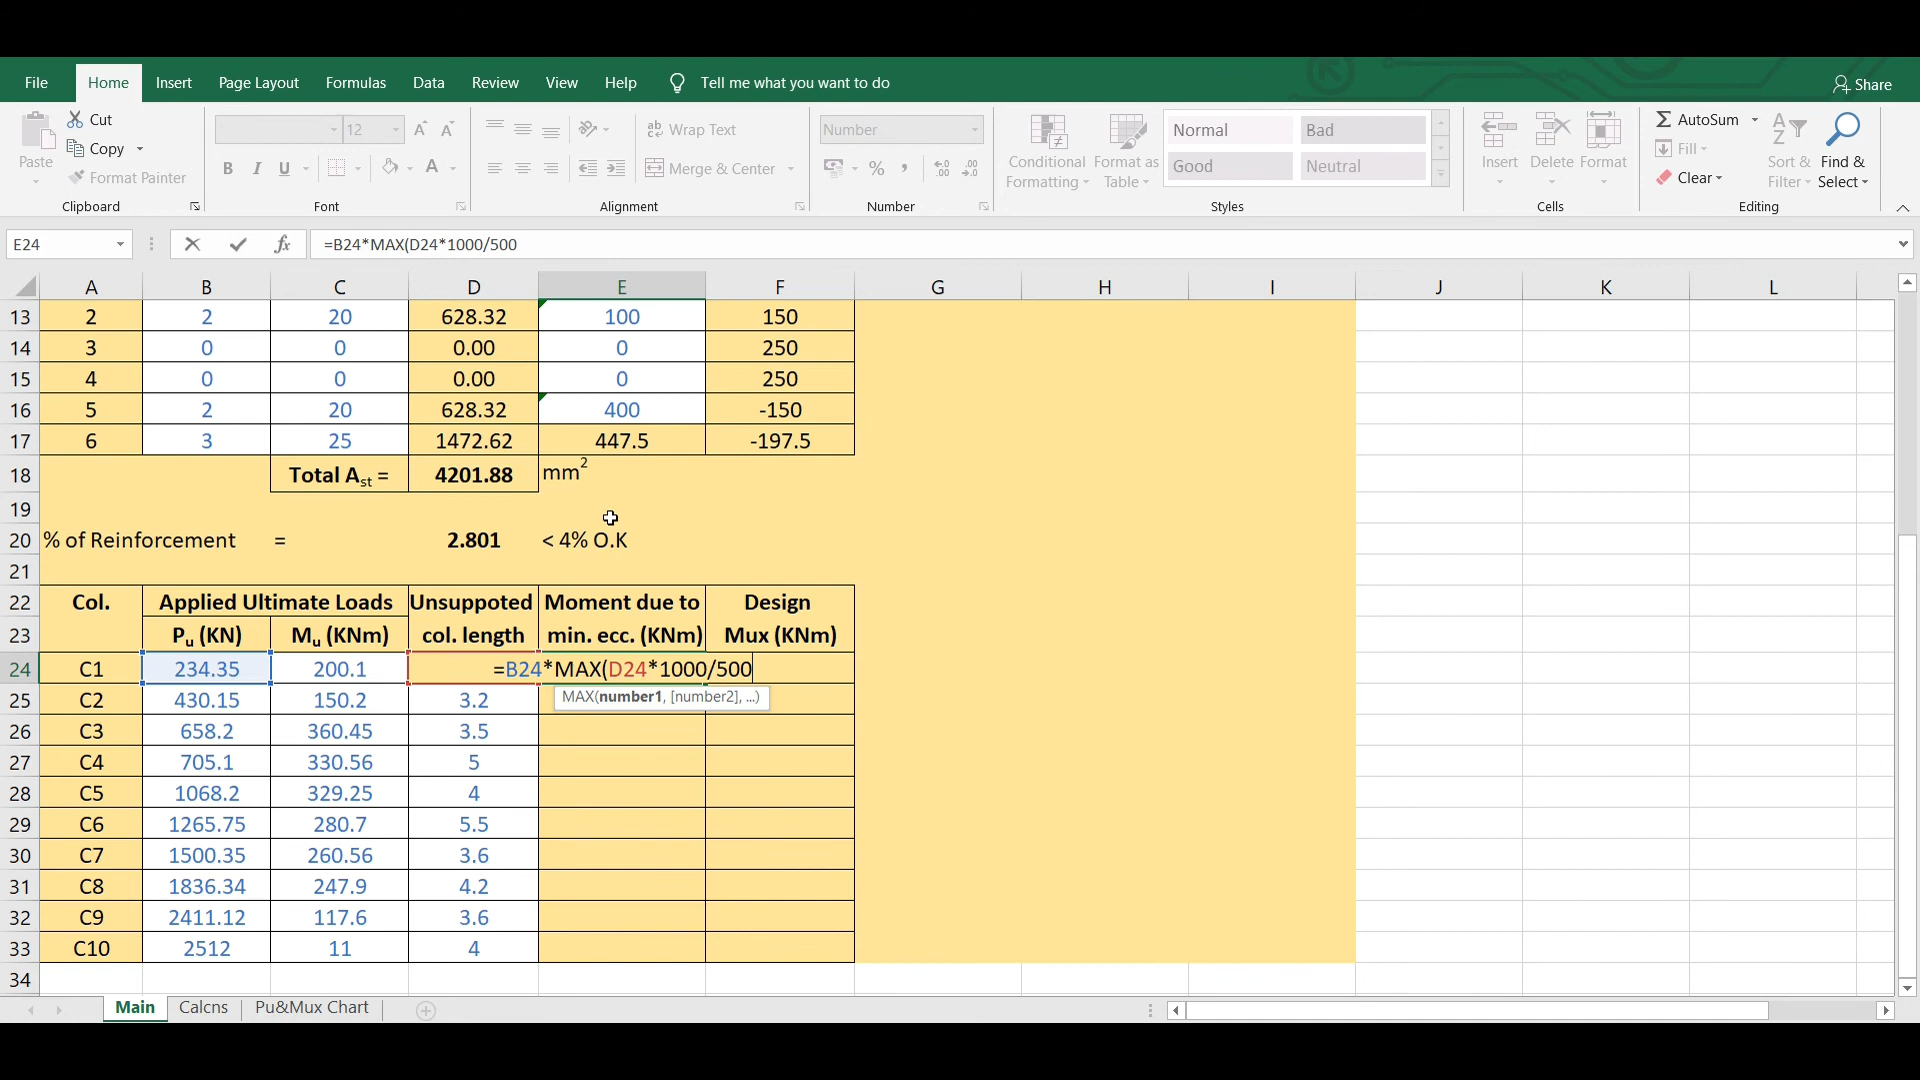 File Home Insert Page Layout Formulas Data Review View Help Tell me what you want to do Share
Paste Cut Copy Format Painter Clipboard
12 B I U A Font
ab Wrap Text Merge & Center Alignment
Number % , Number
Conditional Formatting Format as Table Normal Bad Good Neutral Styles
Insert Delete Format Cells
AutoSum Fill Clear Sort & Filter Find & Select Editing
E24 fx =B24*MAX(D24*1000/500
A B C D E F G H I J K L
13 2 2 20 628.32 100 150
14 3 0 0 0.00 0 250
15 4 0 0 0.00 0 250
16 5 2 20 628.32 400 -150
17 6 3 25 1472.62 447.5 -197.5
18 Total Ast = 4201.88 mm2
19
20 % of Reinforcement = 2.801 < 4% O.K
21
22 Col. Applied Ultimate Loads Unsuppoted Moment due to Design
23 Pu (KN) Mu (KNm) col. length min. ecc. (KNm) Mux (KNm)
24 C1 234.35 200.1 =B24*MAX(D24*1000/500
MAX(number1, [number2], ...)
25 C2 430.15 150.2 3.2
26 C3 658.2 360.45 3.5
27 C4 705.1 330.56 5
28 C5 1068.2 329.25 4
29 C6 1265.75 280.7 5.5
30 C7 1500.35 260.56 3.6
31 C8 1836.34 247.9 4.2
32 C9 2411.12 117.6 3.6
33 C10 2512 11 4
34
Main Calcns Pu&Mux Chart